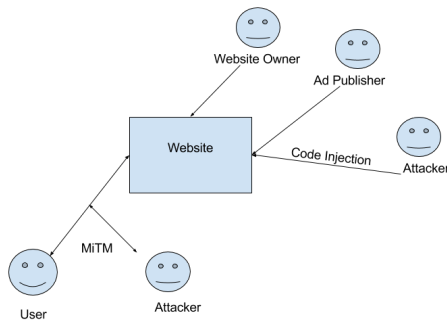 Website Owner
Ad Publisher
Website
Code Injection
Attacker
MiTM
User
Attacker